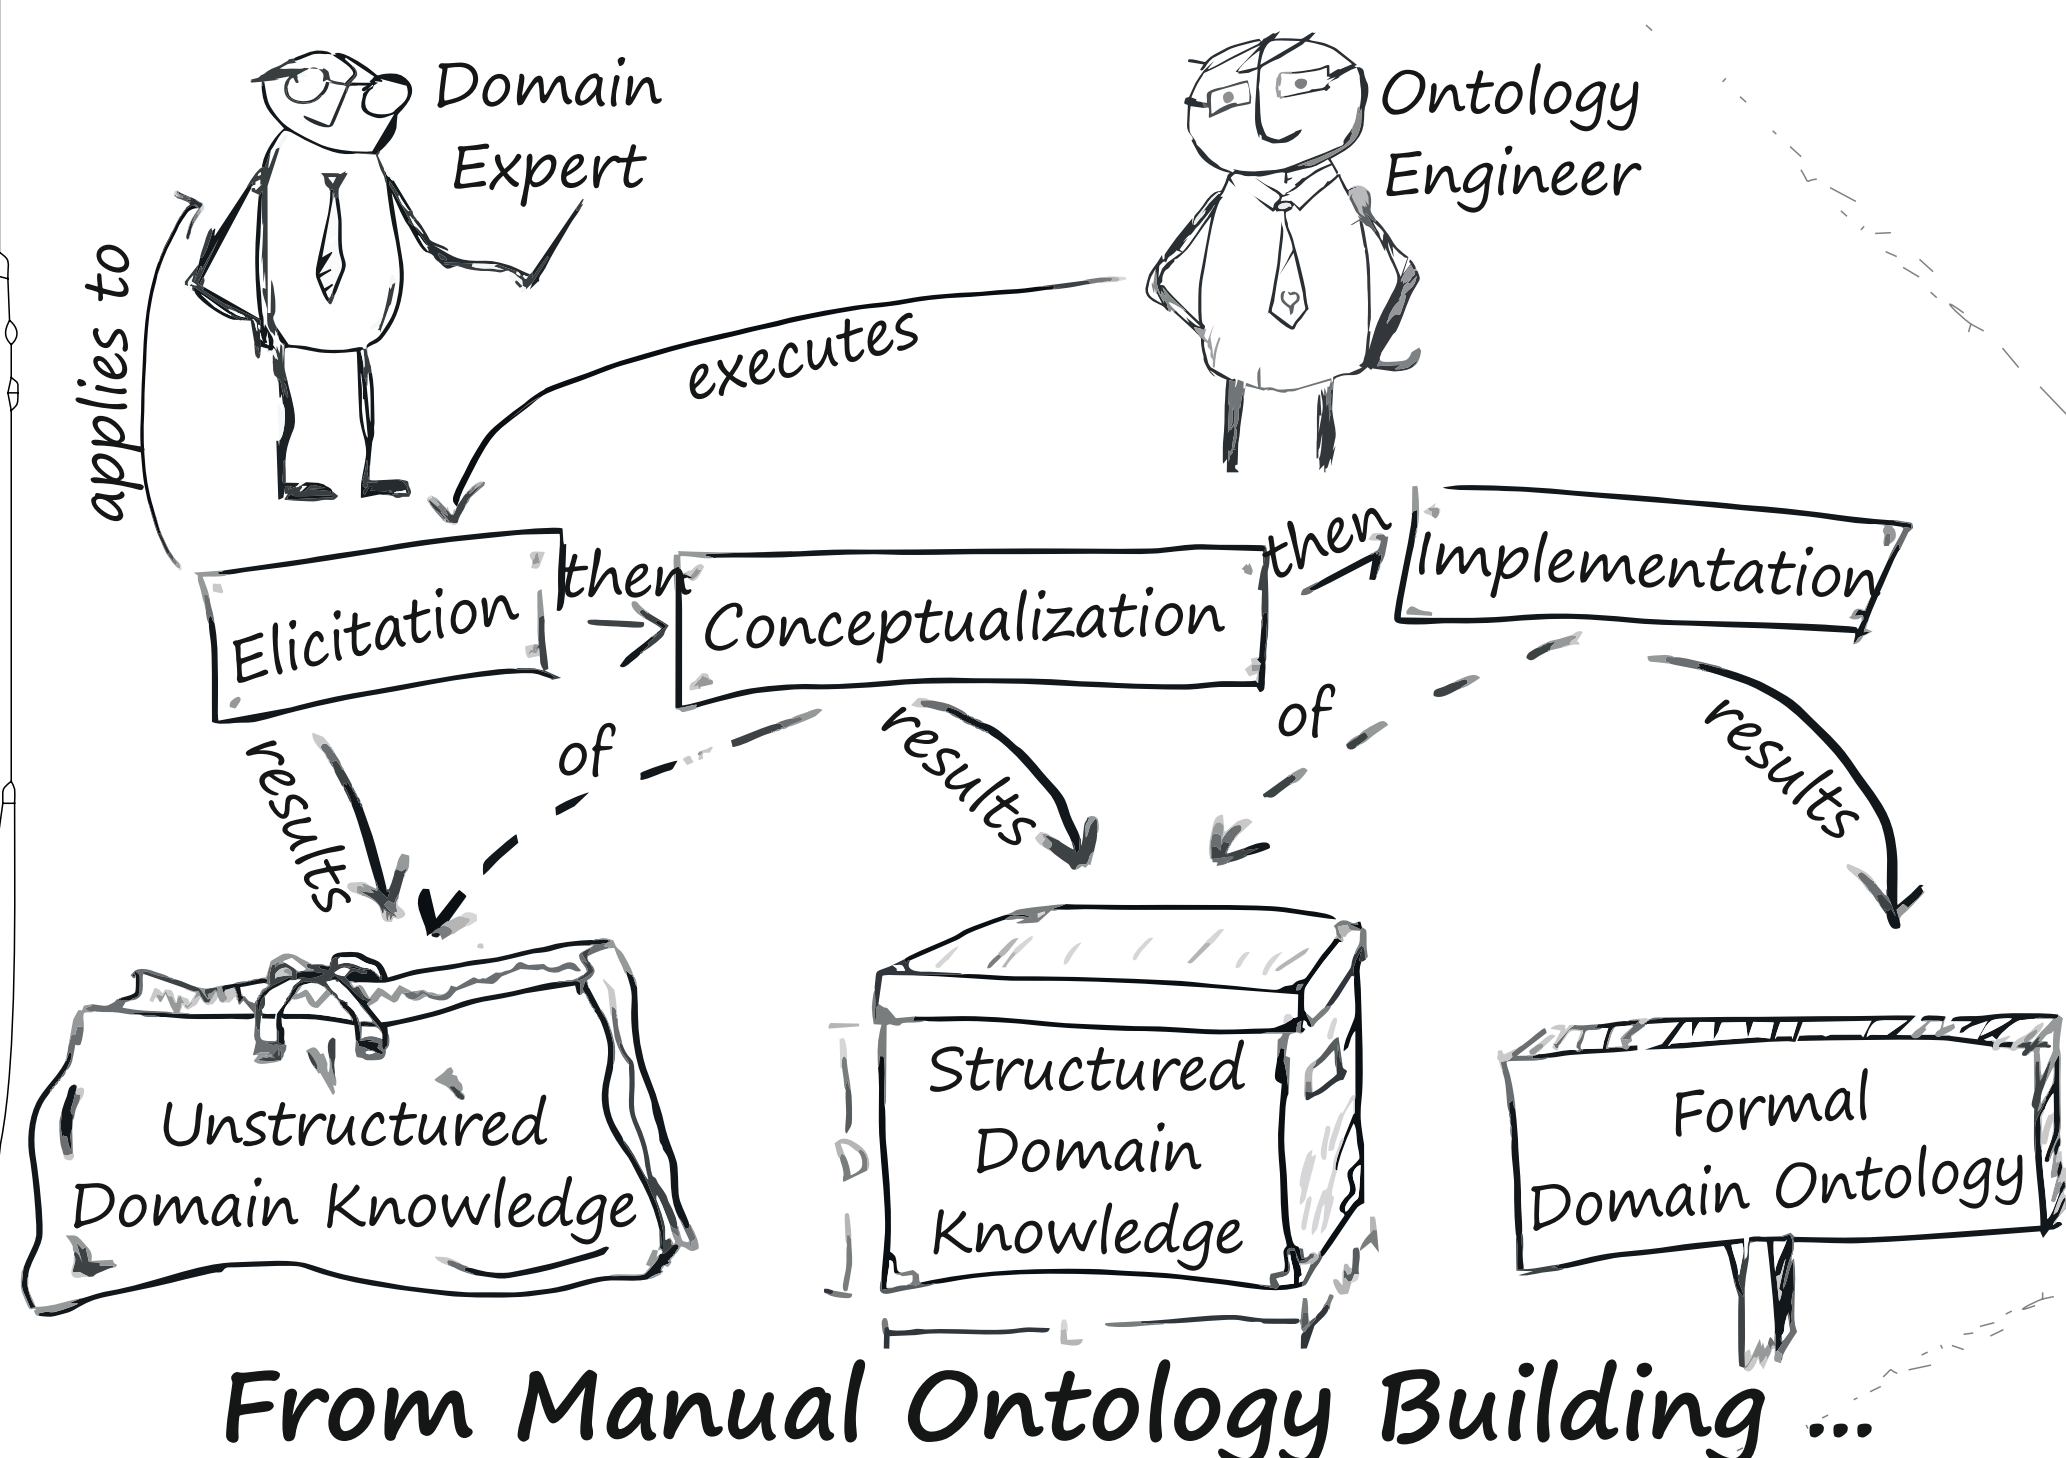 Domain
Expert
Ontology
Engineer
applies to
executes
Elicitation
then
Conceptualization
then
Implementation
results
of
results
of
results
Unstructured
Domain Knowledge
Structured
Domain
Knowledge
D
L
Formal
Domain Ontology
From Manual Ontology Building ...